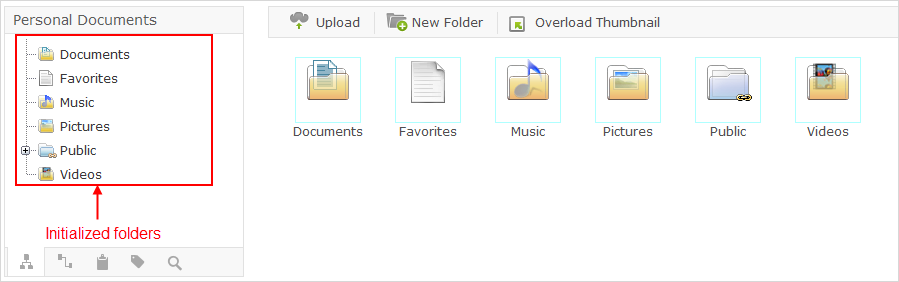 Personal Documents
Documents
Favorites
Music
Pictures
Public
Videos
Initialized folders
Upload New Folder Overload Thumbnail
Documents Favorites Music Pictures Public Videos